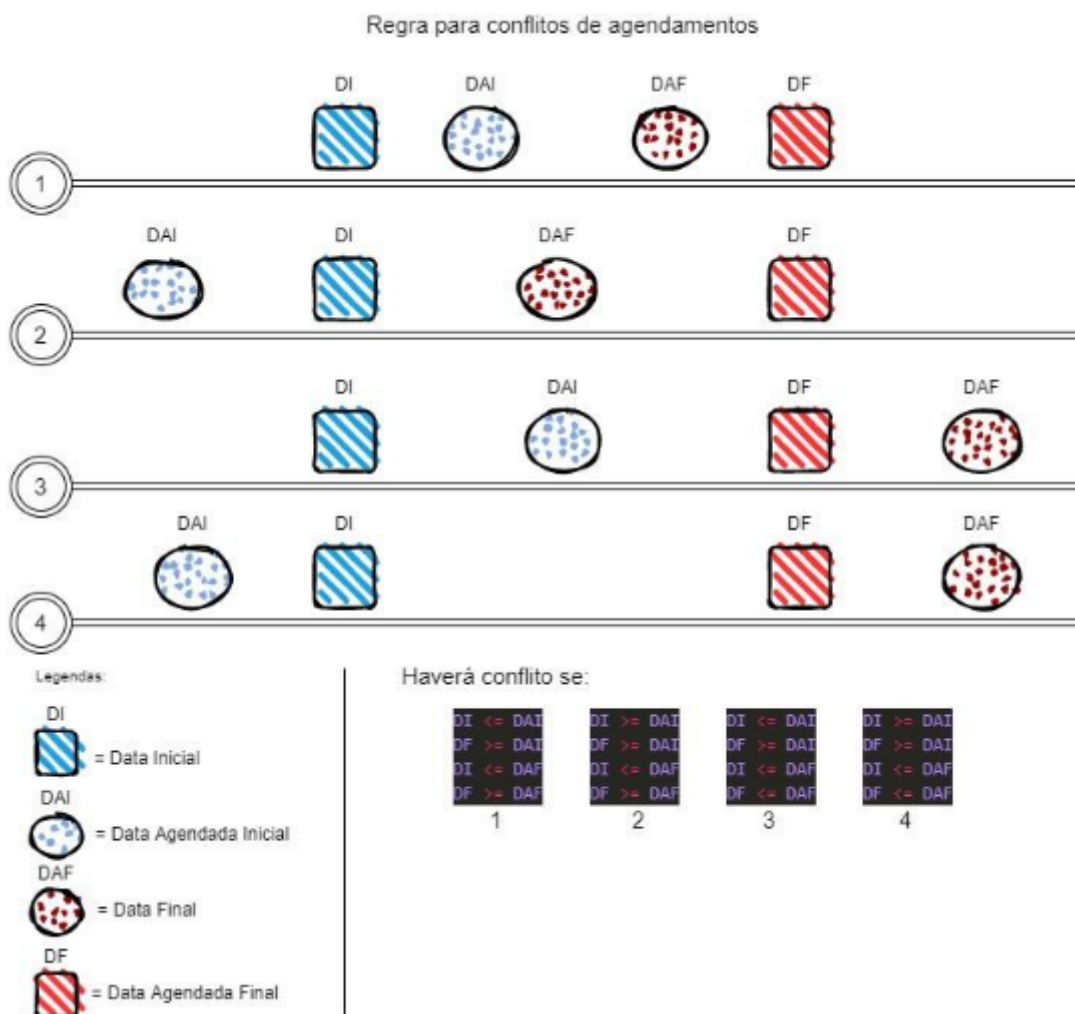 Regra para conflitos de agendamentos
DI DAI DAF DF
1
DAI DI DAF DF
2
DI DAI DF DAF
3
DAI DI DF DAF
4
Legendas:
DI
= Data Inicial
DAI
= Data Agendada Inicial
DAF
= Data Final
DF
= Data Agendada Final
Haverá conflito se:
DI <= DAI DI >= DAI DI <= DAI DI >= DAI
DF >= DAI DF >= DAI DF >= DAI DF >= DAI
DI <= DAF DI <= DAF DI <= DAF DI <= DAF
DF >= DAF DF >= DAF DF <= DAF DF <= DAF
1 2 3 4